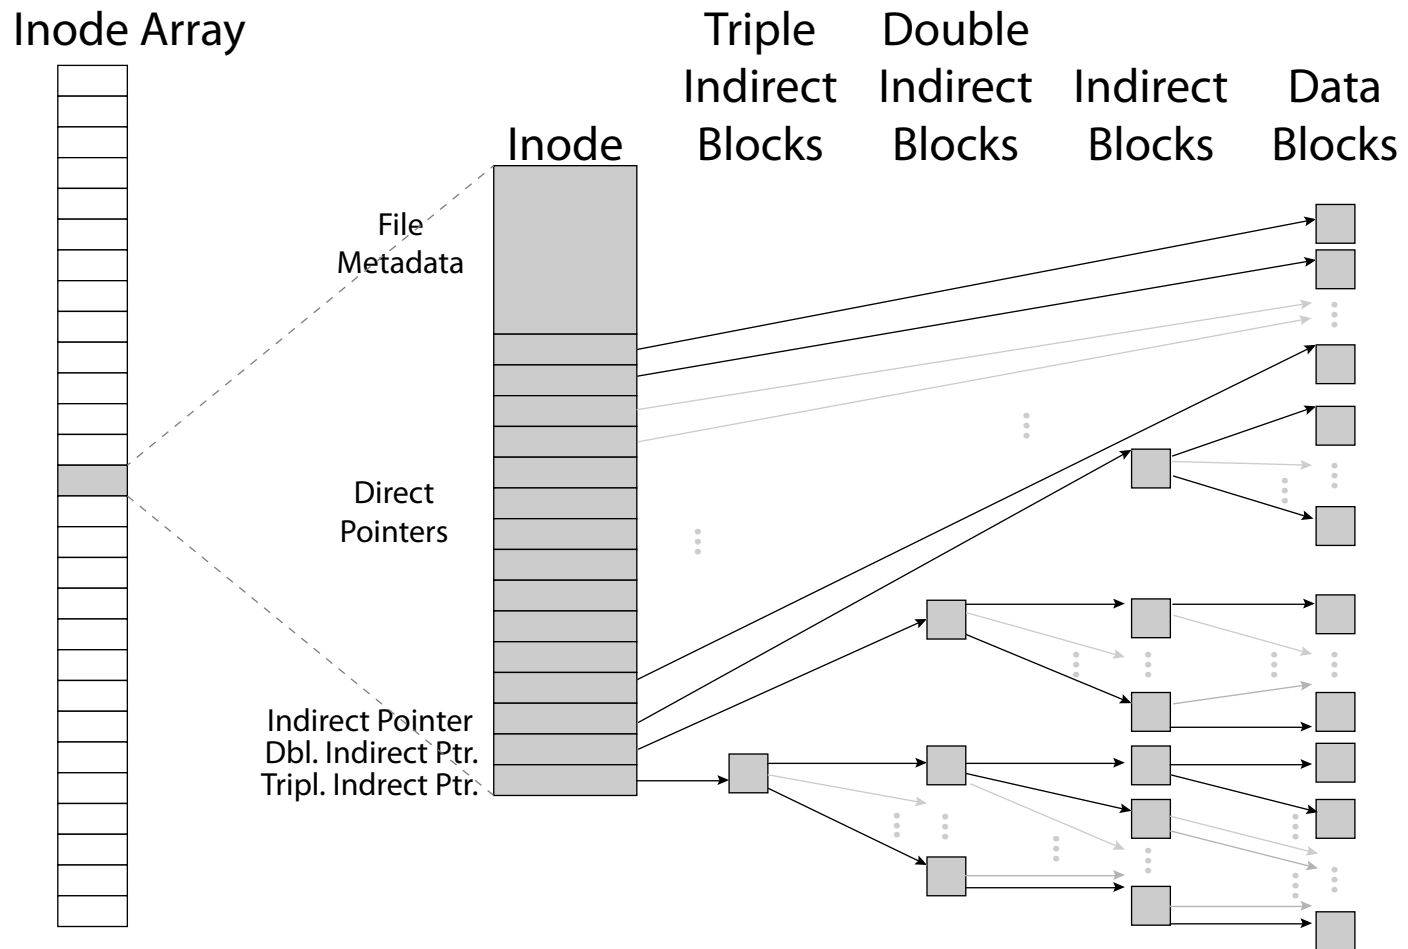 Inode Array
Triple
Indirect
Blocks
Double
Indirect
Blocks
Indirect
Blocks
Data
Blocks
Inode
File
Metadata
Direct
Pointers
Indirect Pointer
Dbl. Indirect Ptr.
Tripl. Indrect Ptr.